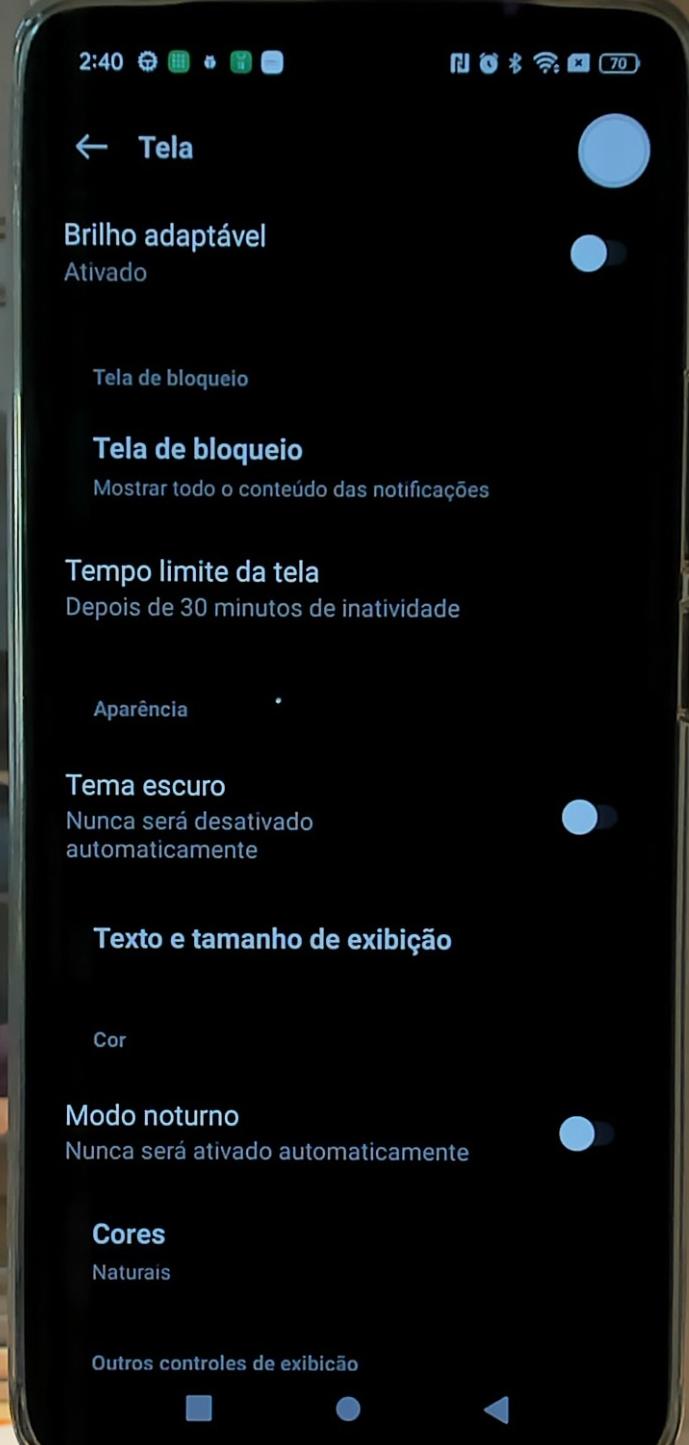 2:40
70
Tela
Brilho adaptável
Ativado
Tela de bloqueio
Tela de bloqueio
Mostrar todo o conteúdo das notificações
Tempo limite da tela
Depois de 30 minutos de inatividade
Aparência
Tema escuro
Nunca será desativado
automaticamente
Texto e tamanho de exibição
Cor
Modo noturno
Nunca será ativado automaticamente
Cores
Naturais
Outros controles de exibição